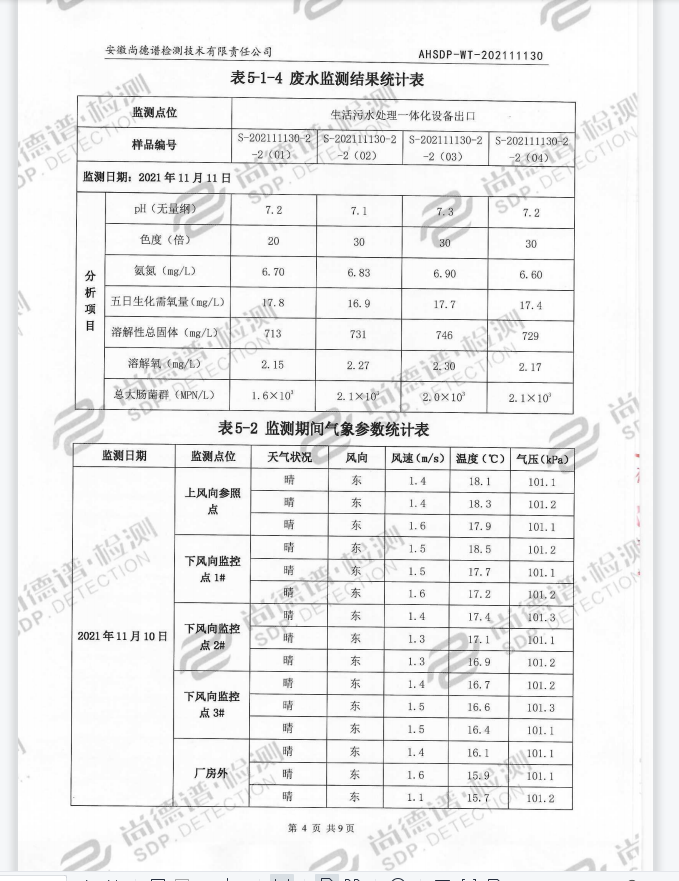 安徽尚德谱检测技术有限责任公司 AHSDP-WT-202111130
表5-1-4 废水监测结果统计表
监测点位 生活污水处理一体化设备出口
样品编号 S-202111130-2-2（01） S-202111130-2-2（02） S-202111130-2-2（03） S-202111130-2-2（04）
监测日期：2021年11月11日
分析项目
pH（无量纲） 7.2 7.1 7.3 7.2
色度（倍） 20 30 30 30
氨氮（mg/L） 6.70 6.83 6.90 6.60
五日生化需氧量（mg/L） 17.8 16.9 17.7 17.4
溶解性总固体（mg/L） 713 731 746 729
溶解氧（mg/L） 2.15 2.27 2.30 2.17
总大肠菌群（MPN/L） 1.6×10³ 2.1×10³ 2.0×10³ 2.1×10³
表5-2 监测期间气象参数统计表
监测日期 监测点位 天气状况 风向 风速（m/s） 温度（℃） 气压（kPa）
2021年11月10日
上风向参照点
晴 东 1.4 18.1 101.1
晴 东 1.4 18.3 101.2
晴 东 1.6 17.9 101.1
下风向监控点1#
晴 东 1.5 18.5 101.2
晴 东 1.5 17.7 101.1
晴 东 1.6 17.2 101.2
下风向监控点2#
晴 东 1.4 17.4 101.3
晴 东 1.3 17.1 101.1
晴 东 1.3 16.9 101.2
下风向监控点3#
晴 东 1.4 16.7 101.2
晴 东 1.5 16.6 101.3
晴 东 1.5 16.4 101.1
厂房外
晴 东 1.4 16.1 101.1
晴 东 1.6 15.9 101.1
晴 东 1.1 15.7 101.2
第 4 页 共9页
尚德谱·检测
SDP.DETECTION